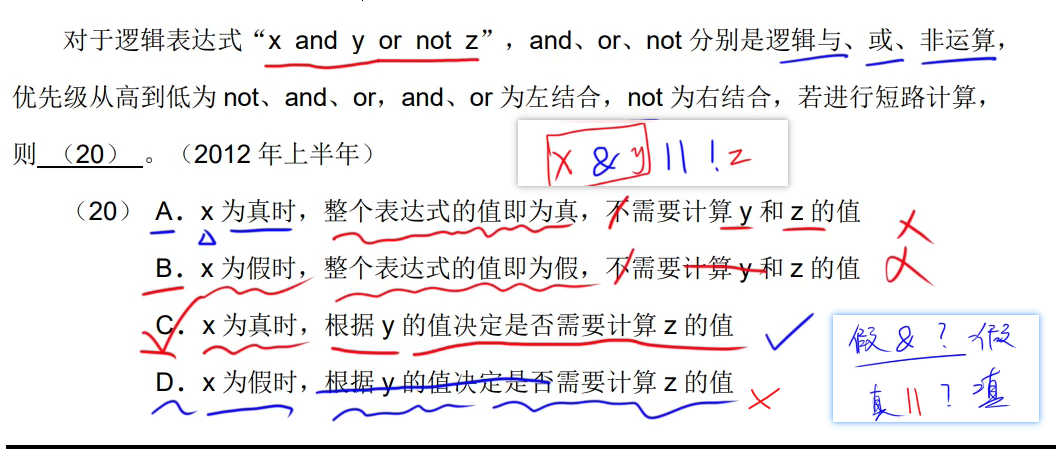 对于逻辑表达式“x and y or not z”，and、or、not 分别是逻辑与、或、非运算，
优先级从高到低为 not、and、or，and、or 为左结合，not 为右结合，若进行短路计算，
则 （20） 。（2012 年上半年）
x & y || ! z
（20） A．x 为真时，整个表达式的值即为真，不需要计算 y 和 z 的值
B．x 为假时，整个表达式的值即为假，不需要计算 y 和 z 的值
C．x 为真时，根据 y 的值决定是否需要计算 z 的值
D．x 为假时，根据 y 的值决定是否需要计算 z 的值
假 & ? 假
真 || ? 真